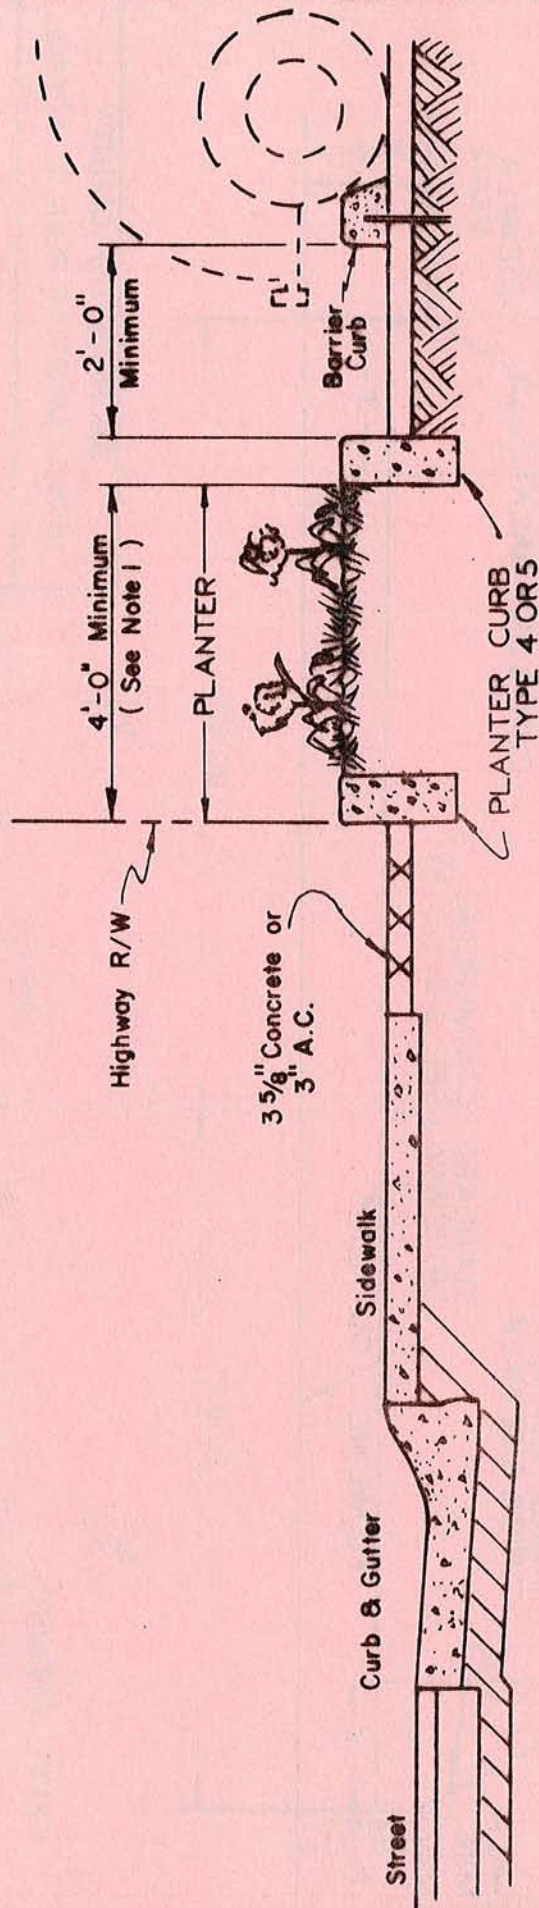 Street
Curb & Gutter
Sidewalk
3 5/8" Concrete or
3" A.C.
Highway R/W
4'-0" Minimum
( See Note 1 )
PLANTER
2'-0"
Minimum
Barrier
Curb
PLANTER CURB
TYPE 4 OR 5